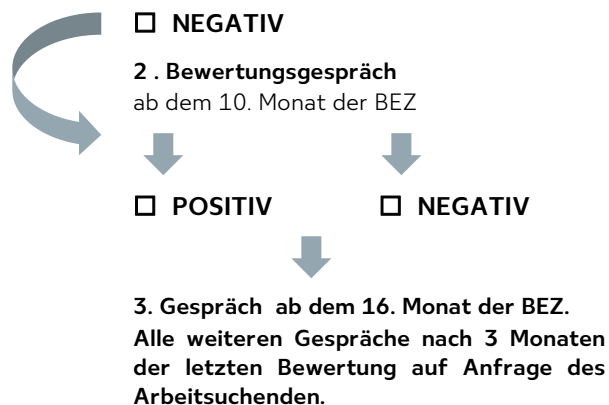 ☐ NEGATIV
2 . Bewertungsgespräch
ab dem 10. Monat der BEZ
☐ POSITIV ☐ NEGATIV
3. Gespräch ab dem 16. Monat der BEZ.
Alle weiteren Gespräche nach 3 Monaten
der letzten Bewertung auf Anfrage des
Arbeitsuchenden.